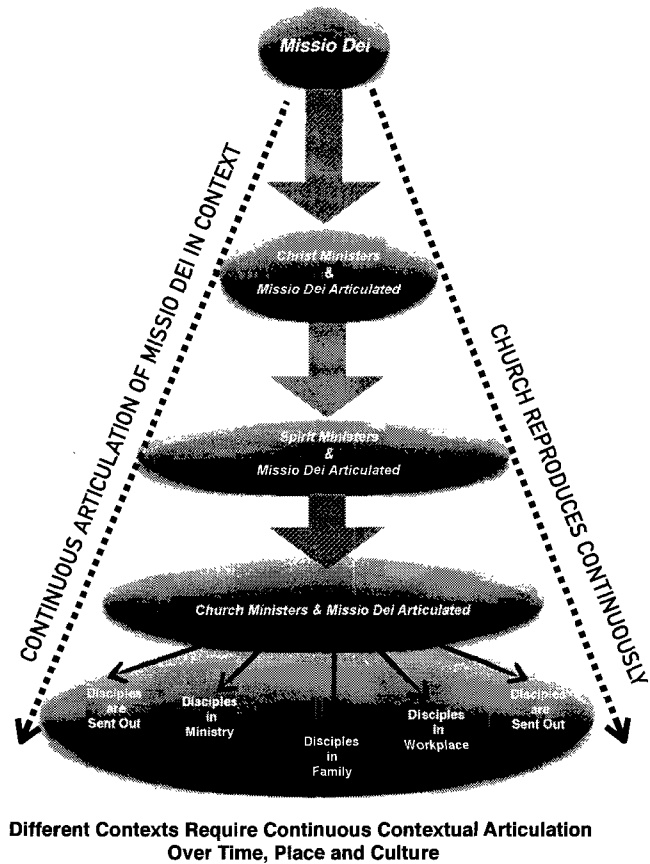 Missio Dei
CONTINUOUS ARTICULATION OF MISSIO DEI IN CONTEXT
CHURCH REPRODUCES CONTINUOUSLY
Christ Ministers
&
Missio Dei Articulated
Spirit Ministers
&
Missio Dei Articulated
Church Ministers & Missio Dei Articulated
Disciples
are
Sent Out
Disciples
in
Ministry
Disciples
in
Family
Disciples
in
Workplace
Disciples
are
Sent Out
Different Contexts Require Continuous Contextual Articulation
Over Time, Place and Culture